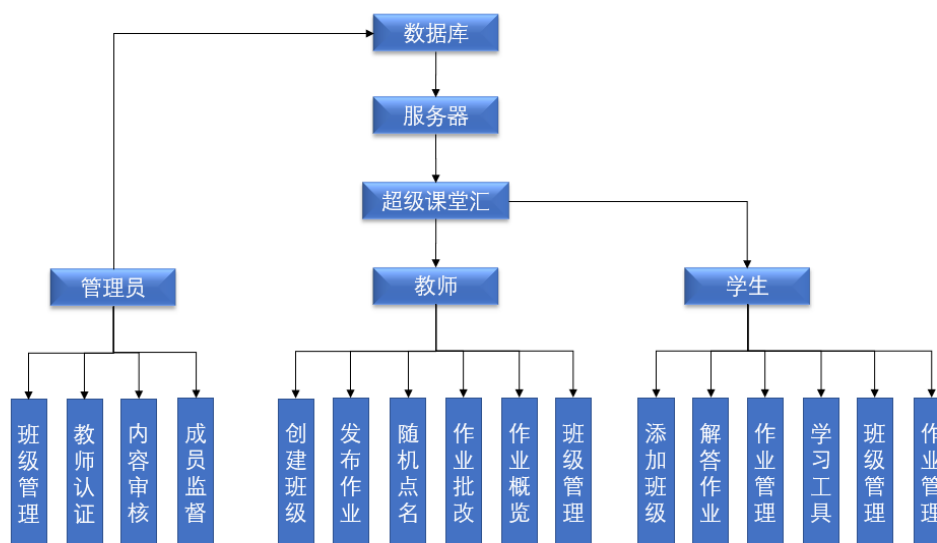 数据库
服务器
超级课堂汇
管理员
教师
学生
班级管理
教师认证
内容审核
成员监督
创建班级
发布作业
随机点名
作业批改
作业概览
班级管理
添加班级
解答作业
作业管理
学习工具
班级管理
作业管理